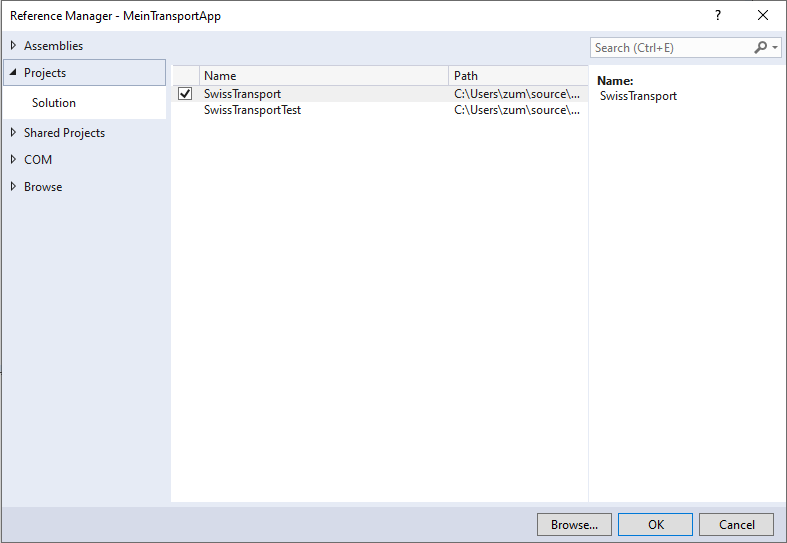 Reference Manager - MeinTransportApp
?
Assemblies
Projects
Solution
Shared Projects
COM
Browse
Search (Ctrl+E)
Name Path
SwissTransport C:\Users\zum\source\...
SwissTransportTest C:\Users\zum\source\...
Name:
SwissTransport
Browse... OK Cancel